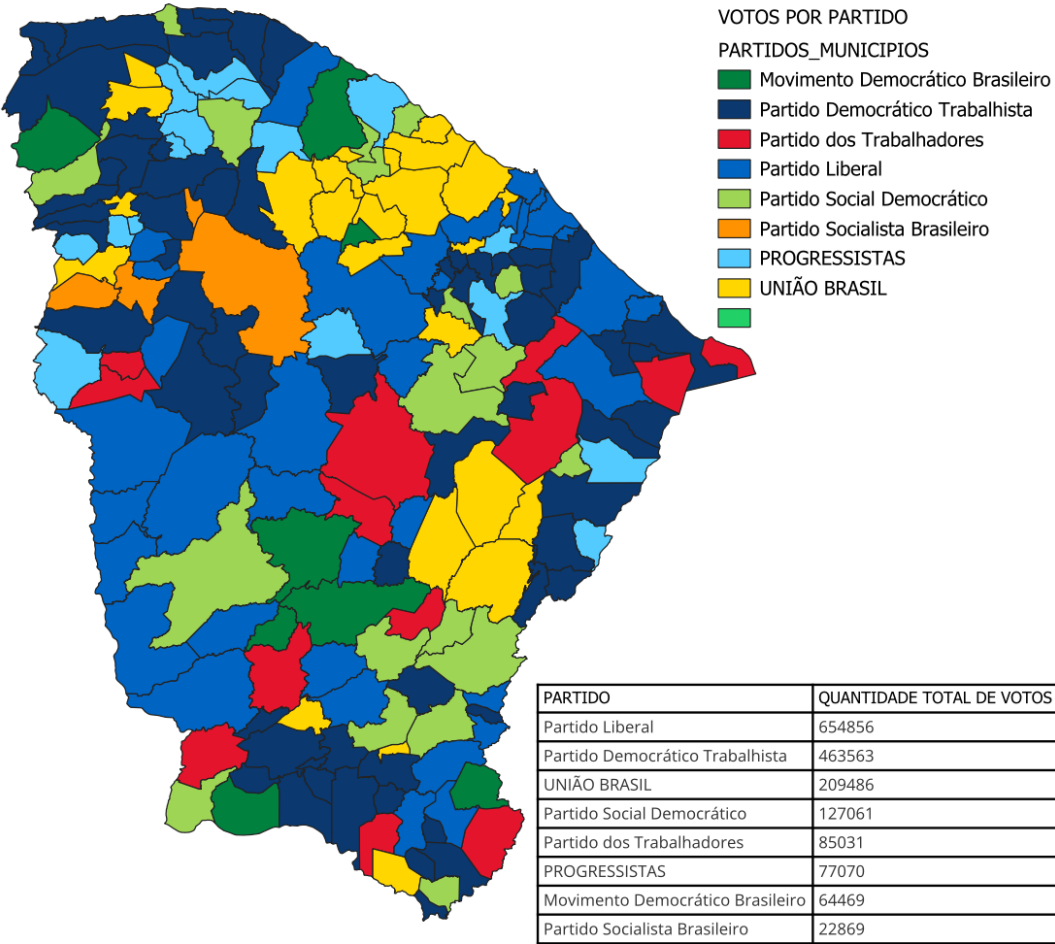 VOTOS POR PARTIDO
PARTIDOS_MUNICIPIOS
Movimento Democrático Brasileiro
Partido Democrático Trabalhista
Partido dos Trabalhadores
Partido Liberal
Partido Social Democrático
Partido Socialista Brasileiro
PROGRESSISTAS
UNIÃO BRASIL
PARTIDO QUANTIDADE TOTAL DE VOTOS
Partido Liberal 654856
Partido Democrático Trabalhista 463563
UNIÃO BRASIL 209486
Partido Social Democrático 127061
Partido dos Trabalhadores 85031
PROGRESSISTAS 77070
Movimento Democrático Brasileiro 64469
Partido Socialista Brasileiro 22869